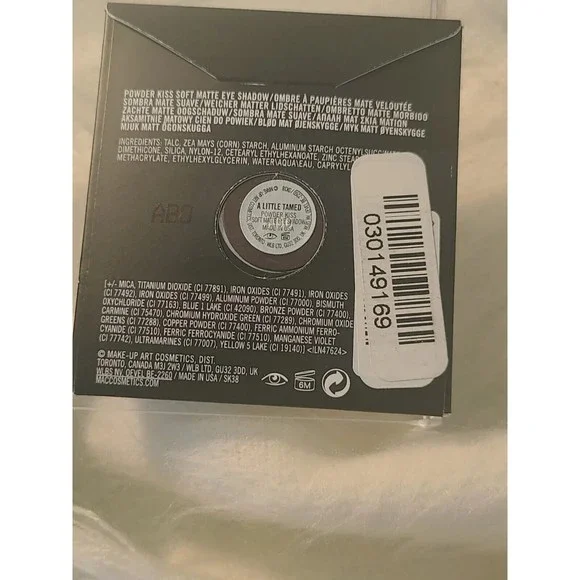 POWDER KISS SOFT MATTE EYE SHADOW/OMBRE À PAUPIÈRES MATE VELOUTÉE
SOMBRA MATE SUAVE/WEICHER MATTER LIDSCHATTEN/OMBRETTO MATTE MORBIDO
ZACHTE MATTE OOGSCHADUW/SOMBRA MATE SUAVE/ΑΠΑΛΗ ΜΑΤ ΣΚΙΑ ΜΑΤΙΩΝ
AKSAMITNIE MATOWY CIEŃ DO POWIEK/BLØD MAT ØJENSKYGGE/MYK MATT ØYENSKYGGE
MJUK MATT ÖGONSKUGGA
INGREDIENTS: TALC, ZEA MAYS (CORN) STARCH, ALUMINUM STARCH OCTENYLSUCCINATE
DIMETHICONE, SILICA, NYLON-12, CETEARYL ETHYLHEXANOATE, ZINC STEAR
METHACRYLATE, ETHYLHEXYLGLYCERIN, WATER\AQUA\EAU, CAPRYLYL
A LITTLE TAMED
POWDER KISS
SOFT MATTE
MADE IN USA
[+/- MICA, TITANIUM DIOXIDE (CI 77891), IRON OXIDES (CI 77491), IRON OXIDES
(CI 77492), IRON OXIDES (CI 77499), ALUMINUM POWDER (CI 77000), BISMUTH
OXYCHLORIDE (CI 77163), BLUE 1 LAKE (CI 42090), BRONZE POWDER (CI 77400),
CARMINE (CI 75470), CHROMIUM HYDROXIDE GREEN (CI 77289), CHROMIUM OXIDE
GREENS (CI 77288), COPPER POWDER (CI 77400), FERRIC AMMONIUM FERRO-
CYANIDE (CI 77510), FERRIC FERROCYANIDE (CI 77510), MANGANESE VIOLET
(CI 77742), ULTRAMARINES (CI 77007), YELLOW 5 LAKE (CI 19140)] <ILN47624>
© MAKE-UP ART COSMETICS, DIST.
TORONTO, CANADA M3J 2W3 / WLB LTD, GU32 3DD, UK
WLBS NV, OEVEL BE-2260 / MADE IN USA / SK38
MACCOSMETICS.COM
6M
030149169